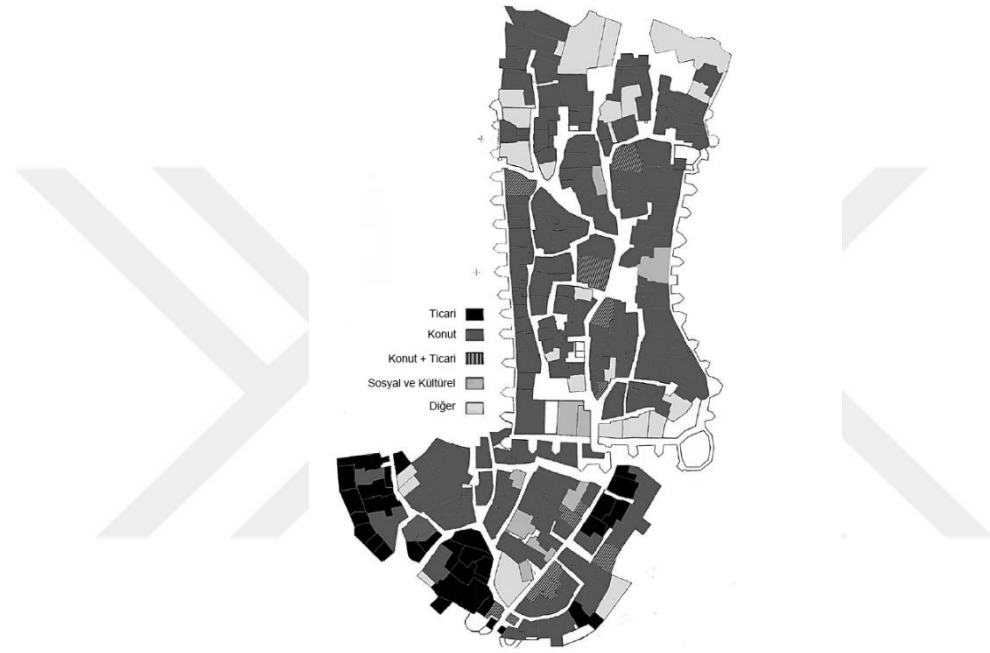 Ticari
Konut
Konut + Ticari
Sosyal ve Kültürel
Diğer